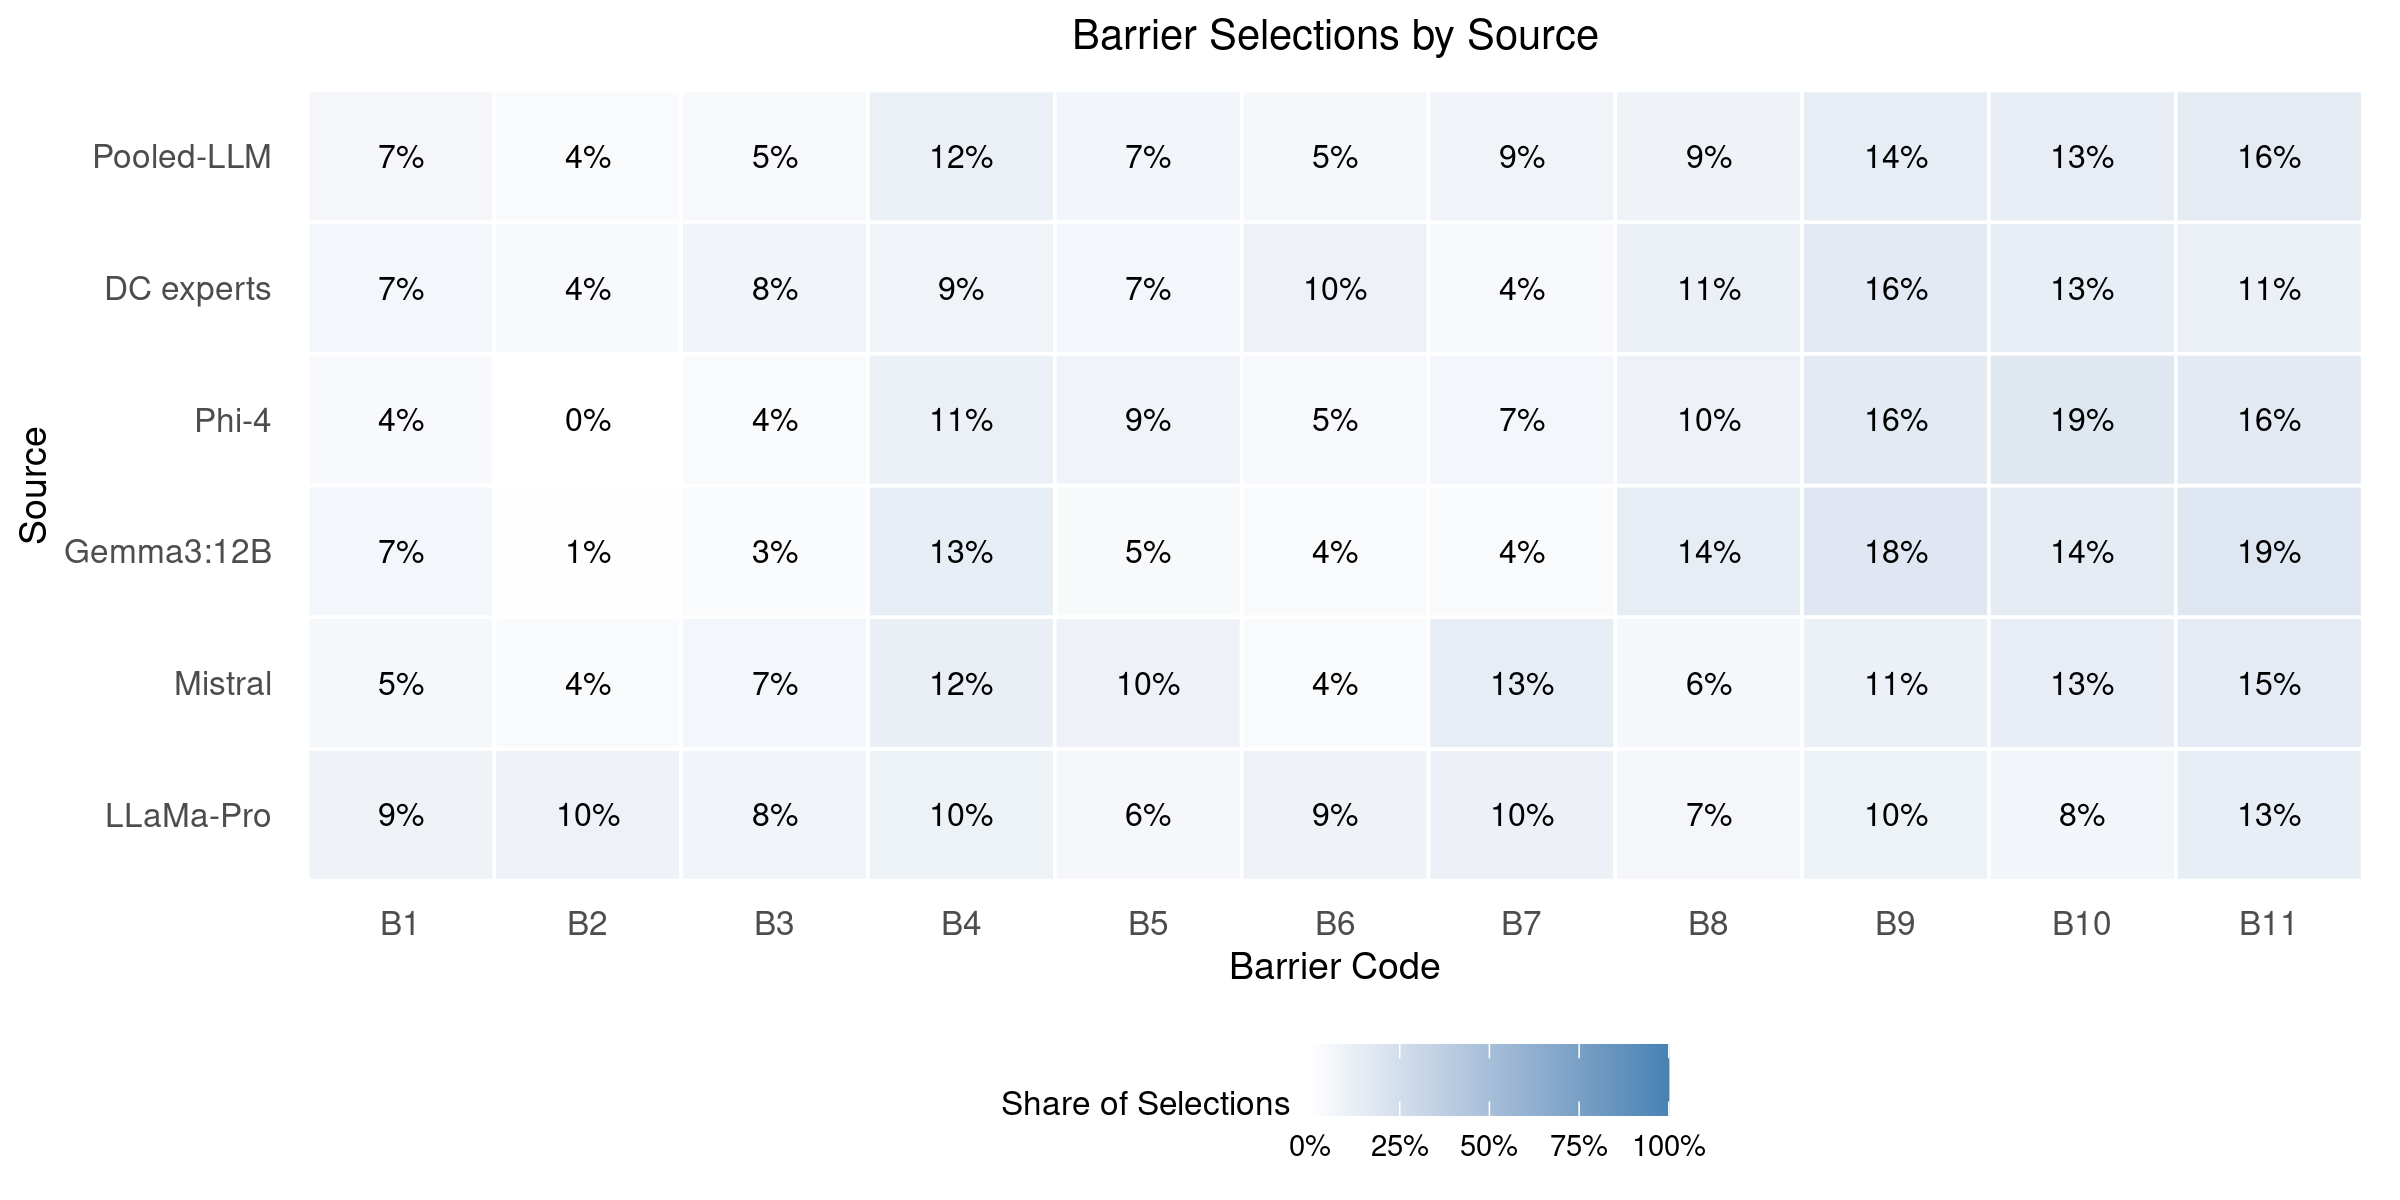 Barrier Selections by Source
Source
Pooled-LLM 7% 4% 5% 12% 7% 5% 9% 9% 14% 13% 16%
DC experts 7% 4% 8% 9% 7% 10% 4% 11% 16% 13% 11%
Phi-4 4% 0% 4% 11% 9% 5% 7% 10% 16% 19% 16%
Gemma3:12B 7% 1% 3% 13% 5% 4% 4% 14% 18% 14% 19%
Mistral 5% 4% 7% 12% 10% 4% 13% 6% 11% 13% 15%
LLaMa-Pro 9% 10% 8% 10% 6% 9% 10% 7% 10% 8% 13%
B1 B2 B3 B4 B5 B6 B7 B8 B9 B10 B11
Barrier Code
Share of Selections
0% 25% 50% 75% 100%